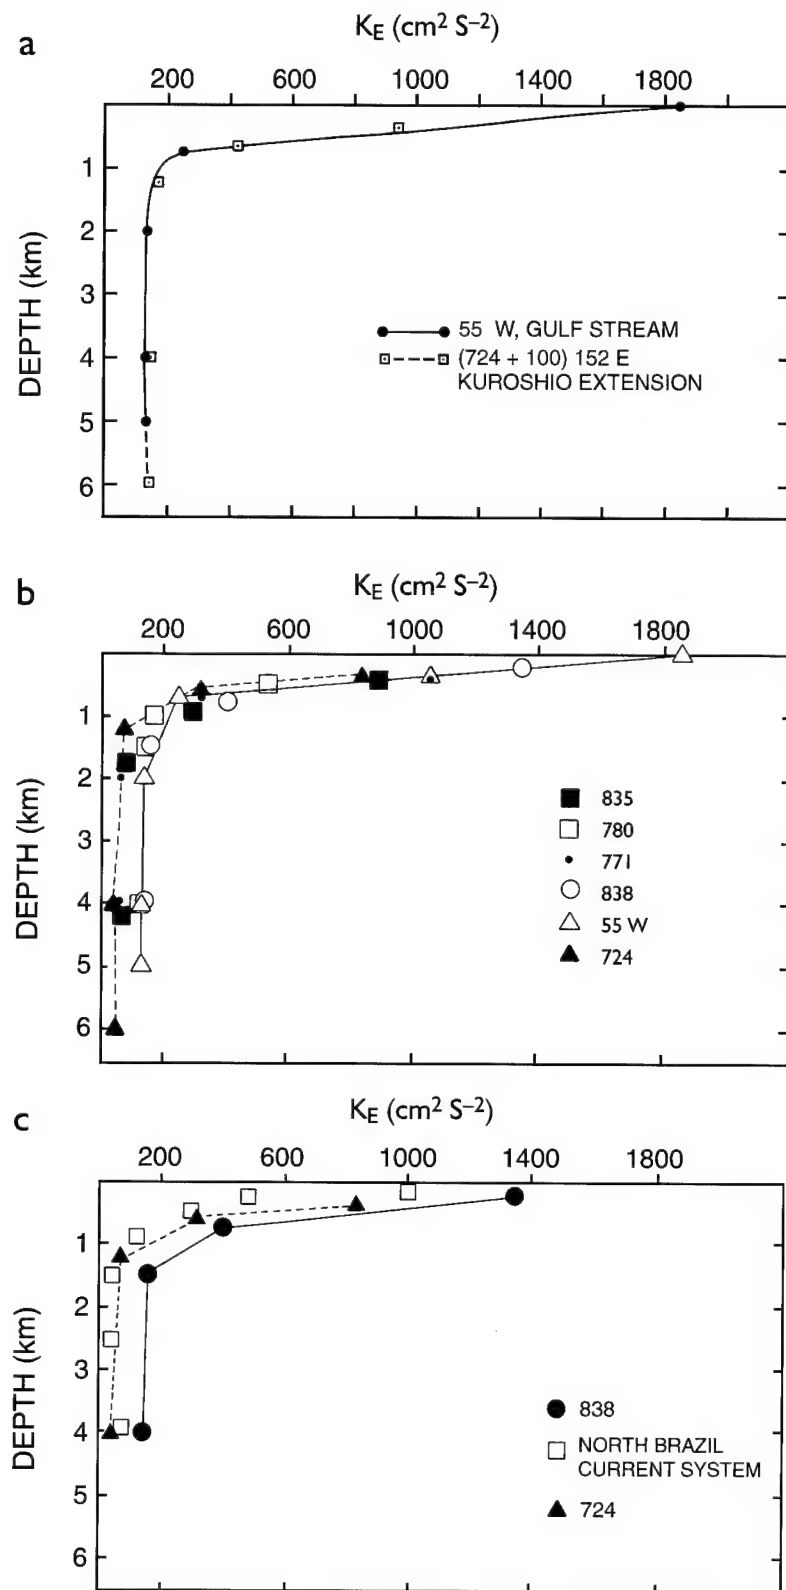 a
K_E (cm² S⁻²)
200 600 1000 1400 1800
1
2
3
4
5
6
DEPTH (km)
55 W, GULF STREAM
(724 + 100) 152 E
KUROSHIO EXTENSION
b
K_E (cm² S⁻²)
200 600 1000 1400 1800
1
2
3
4
5
6
DEPTH (km)
835
780
771
838
55 W
724
c
K_E (cm² S⁻²)
200 600 1000 1400 1800
1
2
3
4
5
6
DEPTH (km)
838
NORTH BRAZIL
CURRENT SYSTEM
724